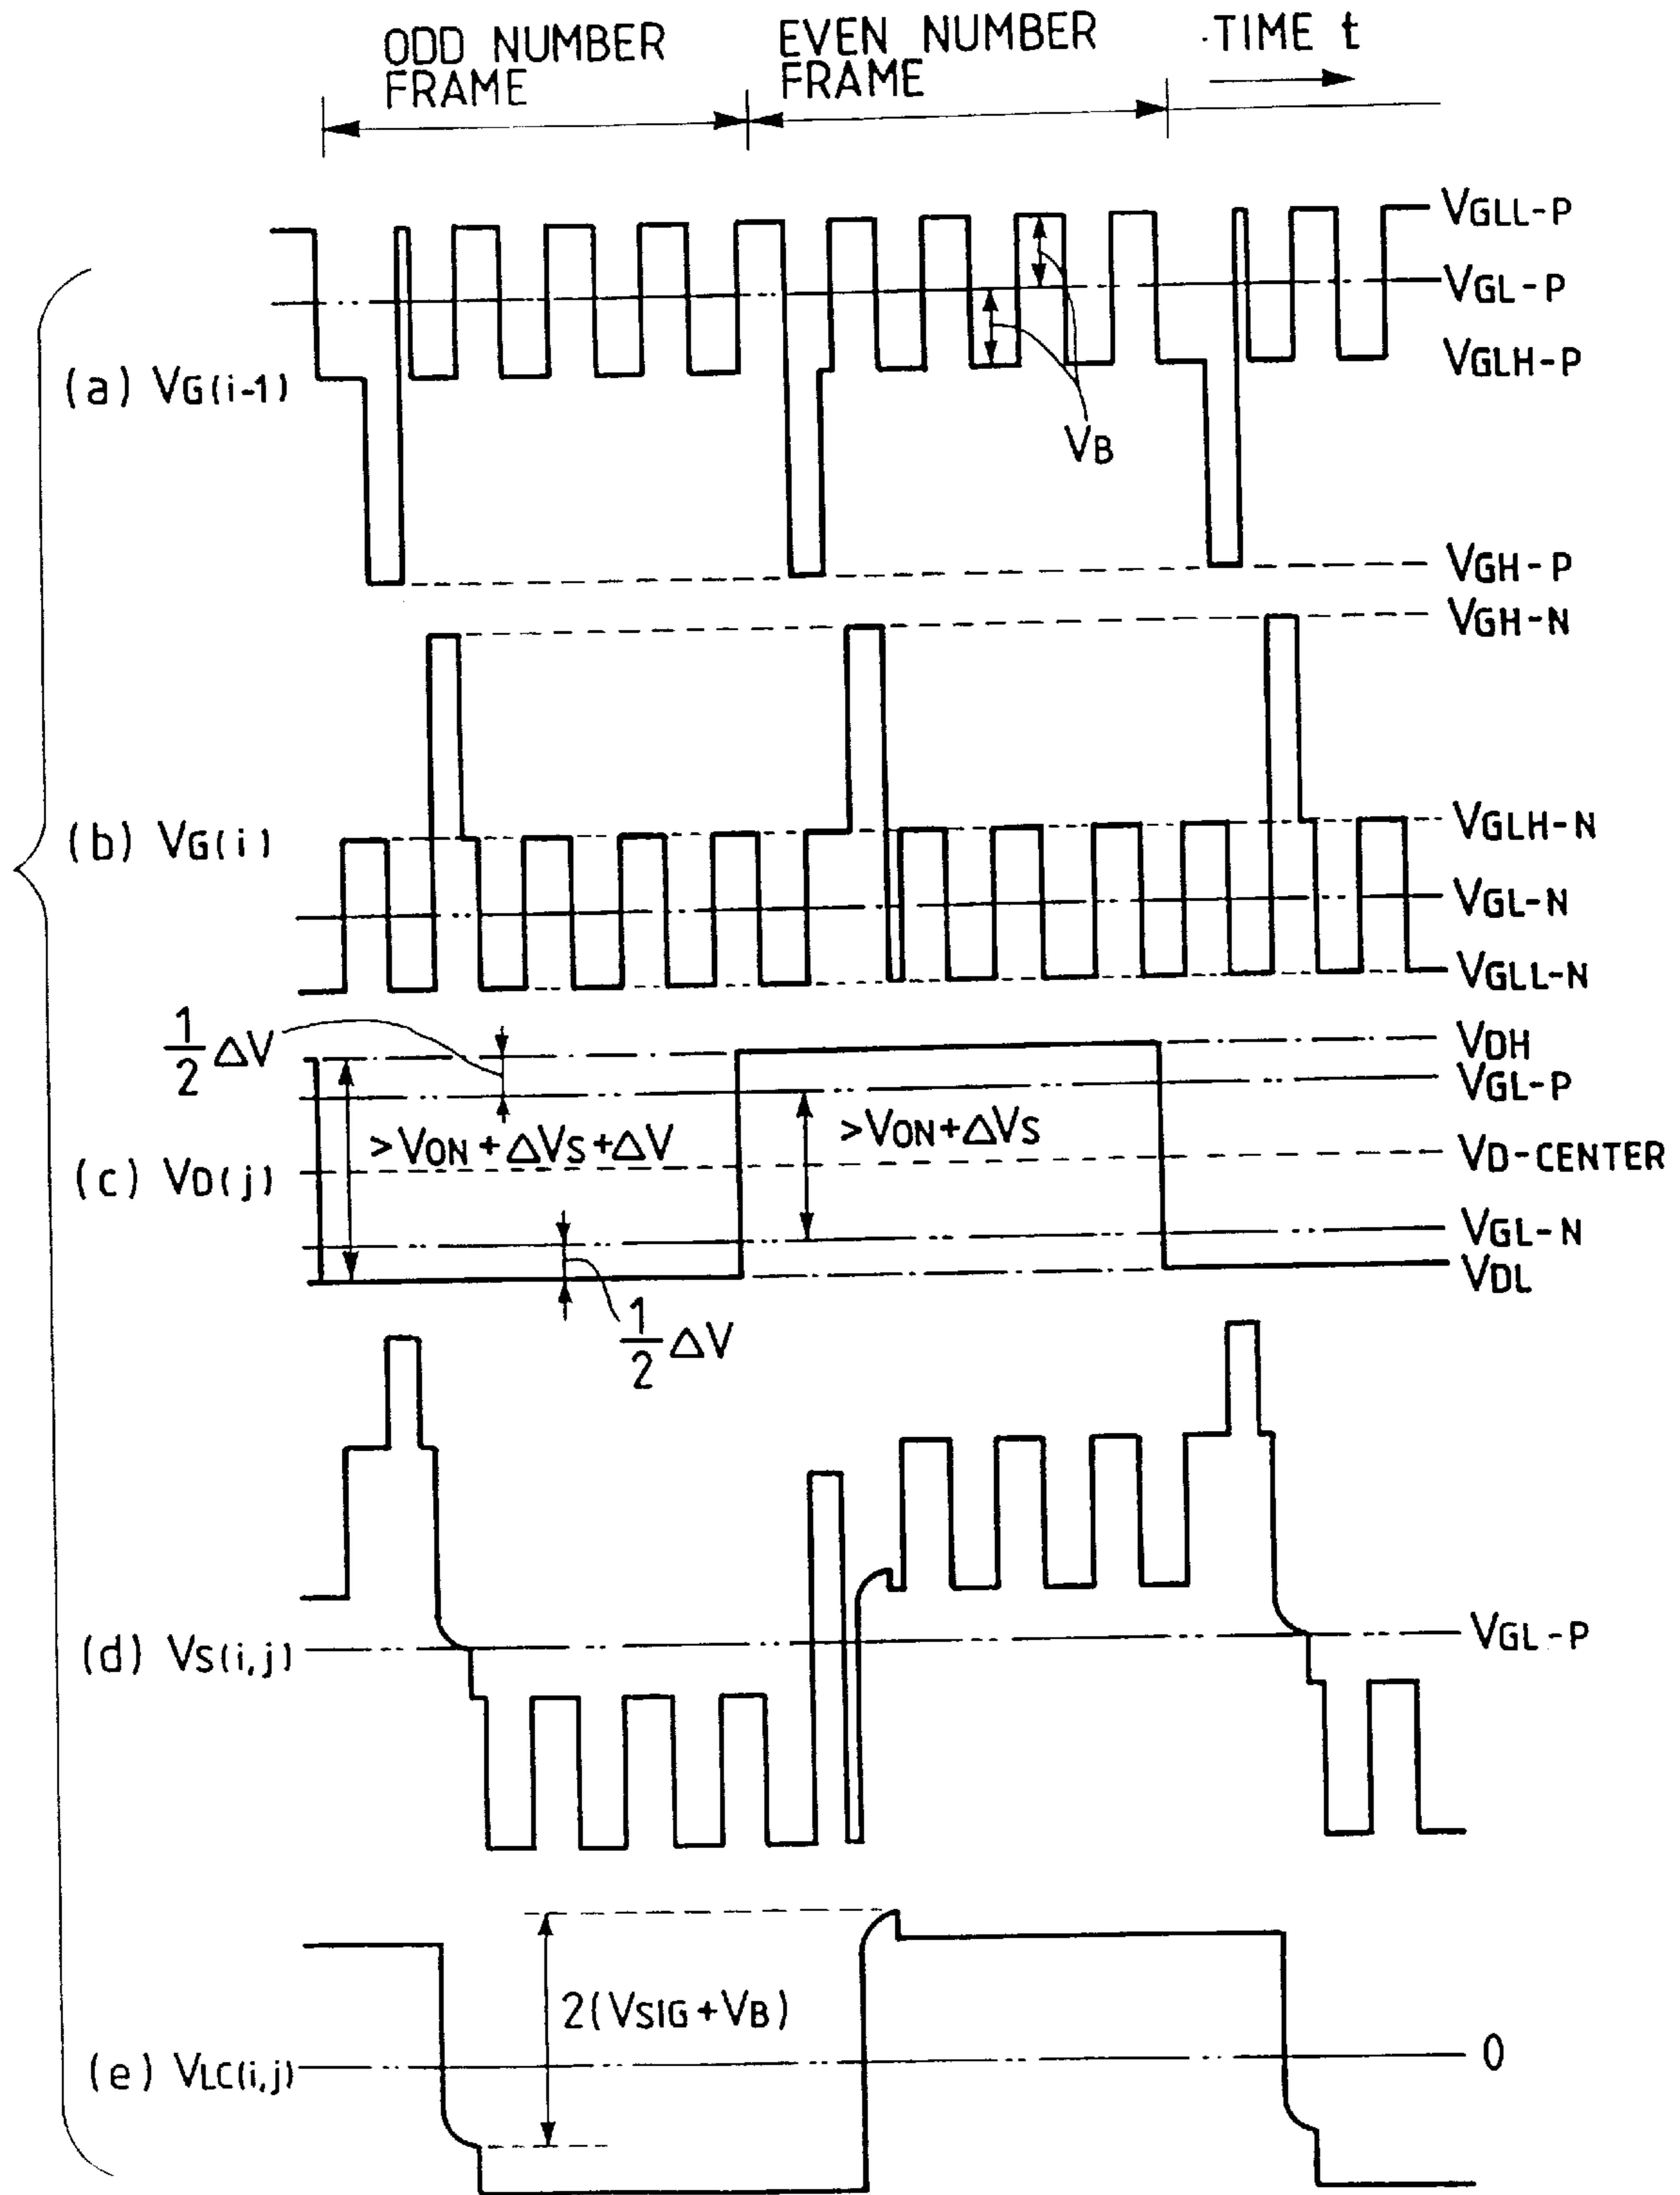 ODD NUMBER
FRAME
EVEN NUMBER
FRAME
TIME t
VGLL-P
VGL-P
VGLH-P
(a) VG(i-1)
VB
VGH-P
VGH-N
VGLH-N
(b) VG(i)
VGL-N
VGLL-N
1/2 ΔV
VDH
VGL-P
>VON+ΔVS+ΔV
>VON+ΔVS
VD-CENTER
(c) VD(j)
VGL-N
VDL
1/2 ΔV
(d) VS(i,j)
VGL-P
2(VSIG+VB)
(e) VLC(i,j)
0